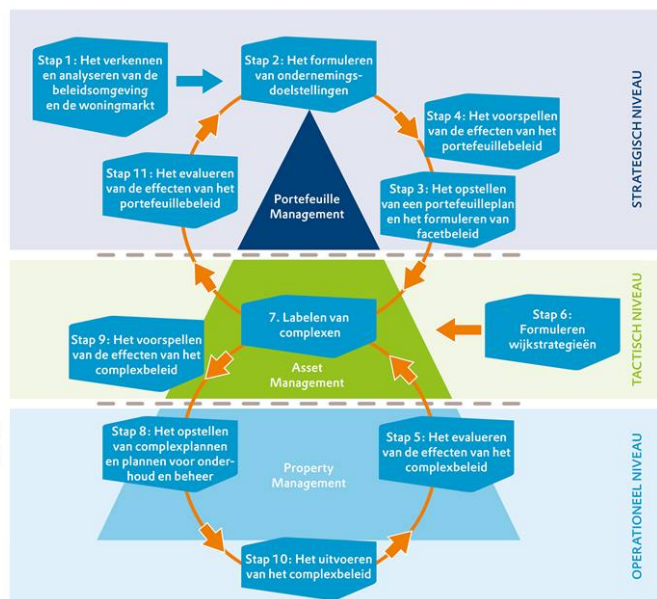 Stap 1: Het verkennen
en analyseren van de
beleidsomgeving
en de woningmarkt
Stap 2: Het formuleren
van ondernemings-
doelstellingen
Stap 4: Het voorspellen
van de effecten van het
portefeuillebeleid
Stap 11: Het evalueren
van de effecten van het
portefeuillebeleid
Portefeuille
Management
Stap 3: Het opstellen
van een portefeuilleplan
en het formuleren van
facetbeleid
STRATEGISCH NIVEAU
7. Labelen van
complexen
Stap 6:
Formuleren
wijkstrategieën
Stap 9: Het voorspellen
van de effecten van het
complexbeleid
Asset
Management
TACTISCH NIVEAU
Stap 8: Het opstellen
van complexplannen
en plannen voor onder-
houd en beheer
Property
Management
Stap 5: Het evalueren
van de effecten van het
complexbeleid
Stap 10: Het uitvoeren
van het complexbeleid
OPERATIONEEL NIVEAU